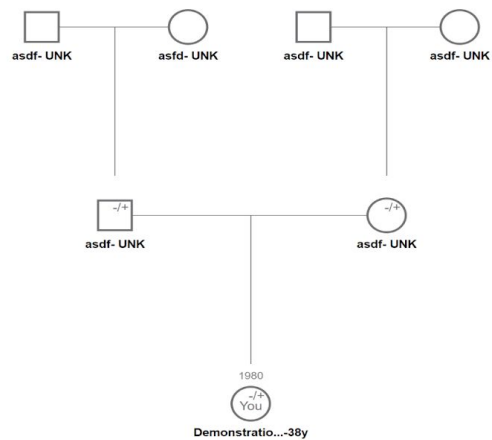 asdf- UNK
asfd- UNK
asdf- UNK
asdf- UNK
-/+
-/+
asdf- UNK
asdf- UNK
1980
-/+
You
Demonstratio...-38y